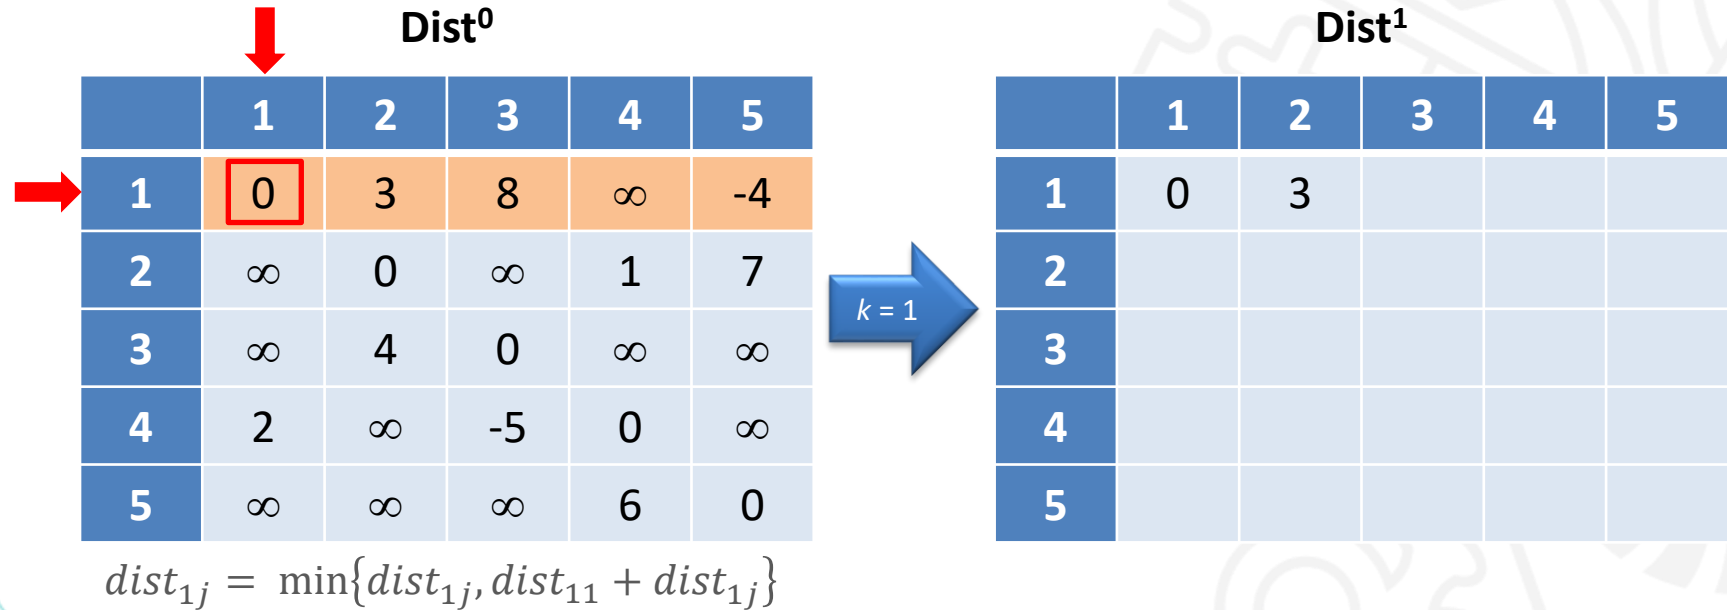 Dist⁰ Dist¹
1 2 3 4 5 1 2 3 4 5
1 0 3 8 ∞ -4 1 0 3
2 ∞ 0 ∞ 1 7 2
k = 1
3 ∞ 4 0 ∞ ∞ 3
4 2 ∞ -5 0 ∞ 4
5 ∞ ∞ ∞ 6 0 5
dist₁ⱼ = min{dist₁ⱼ, dist₁₁ + dist₁ⱼ}